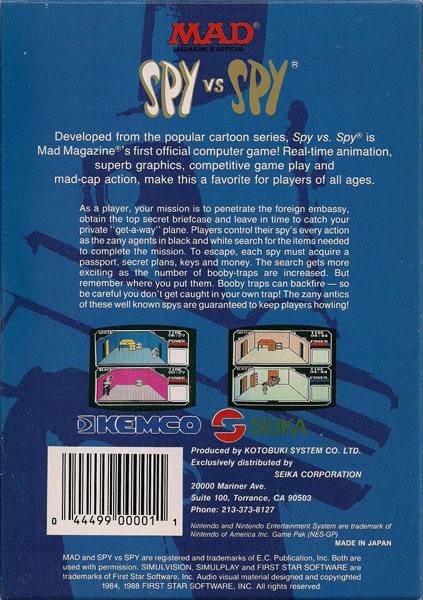 MAD
MAGAZINE'S OFFICIAL
SPY vs SPY®
Developed from the popular cartoon series, Spy vs. Spy® is
Mad Magazine®'s first official computer game! Real-time animation,
superb graphics, competitive game play and
mad-cap action, make this a favorite for players of all ages.
As a player, your mission is to penetrate the foreign embassy,
obtain the top secret briefcase and leave in time to catch your
private "get-a-way" plane. Players control their spy's every action
as the zany agents in black and white search for the items needed
to complete the mission. To escape, each spy must acquire a
passport, secret plans, keys and money. The search gets more
exciting as the number of booby-traps are increased. But
remember where you put them. Booby traps can backfire — so
be careful you don't get caught in your own trap! The zany antics
of these well known spys are guaranteed to keep players howling!
KEMCO SEIKA
Produced by KOTOBUKI SYSTEM CO. LTD.
Exclusively distributed by
SEIKA CORPORATION
20000 Mariner Ave.
Suite 100, Torrance, CA 90503
Phone: 213-373-8127
0 44499 00001 1
Nintendo and Nintendo Entertainment System are trademark of
Nintendo of America Inc. Game Pak (NES-GP)
MADE IN JAPAN
MAD and SPY vs SPY are registered and trademarks of E.C. Publication, Inc. Both are
used with permission. SIMULVISION, SIMULPLAY and FIRST STAR SOFTWARE are
trademarks of First Star Software, Inc. Audio visual material designed and copyrighted
1984, 1988 FIRST STAR SOFTWARE, INC.